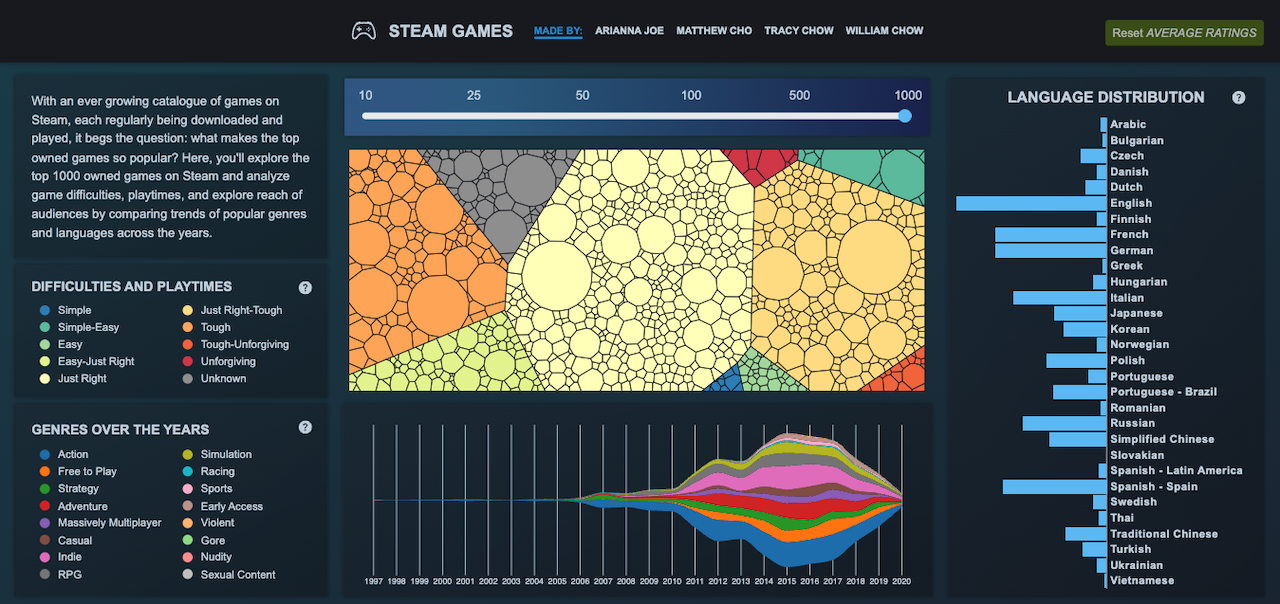 STEAM GAMES
MADE BY: ARIANNA JOE MATTHEW CHO TRACY CHOW WILLIAM CHOW
Reset AVERAGE RATINGS
With an ever growing catalogue of games on
Steam, each regularly being downloaded and
played, it begs the question: what makes the top
owned games so popular? Here, you'll explore the
top 1000 owned games on Steam and analyze
game difficulties, playtimes, and explore reach of
audiences by comparing trends of popular genres
and languages across the years.
DIFFICULTIES AND PLAYTIMES ?
Simple
Simple-Easy
Easy
Easy-Just Right
Just Right
Just Right-Tough
Tough
Tough-Unforgiving
Unforgiving
Unknown
GENRES OVER THE YEARS ?
Action
Free to Play
Strategy
Adventure
Massively Multiplayer
Casual
Indie
RPG
Simulation
Racing
Sports
Early Access
Violent
Gore
Nudity
Sexual Content
10 25 50 100 500 1000
1997 1998 1999 2000 2001 2002 2003 2004 2005 2006 2007 2008 2009 2010 2011 2012 2013 2014 2015 2016 2017 2018 2019 2020
LANGUAGE DISTRIBUTION ?
Arabic
Bulgarian
Czech
Danish
Dutch
English
Finnish
French
German
Greek
Hungarian
Italian
Japanese
Korean
Norwegian
Polish
Portuguese
Portuguese - Brazil
Romanian
Russian
Simplified Chinese
Slovakian
Spanish - Latin America
Spanish - Spain
Swedish
Thai
Traditional Chinese
Turkish
Ukrainian
Vietnamese